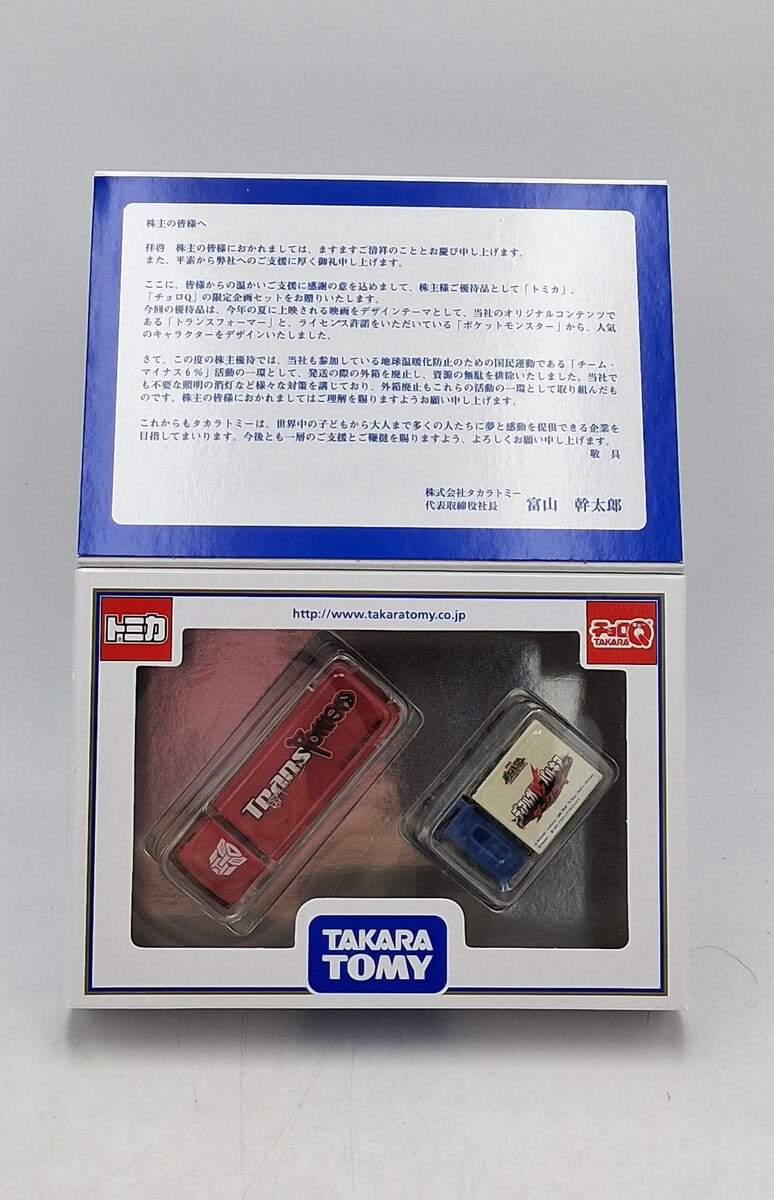 株主の皆様へ
拝啓　株主の皆様におかれましては、ますますご清祥のこととお慶び申し上げます。
また、平素から弊社へのご支援に厚く御礼申し上げます。
ここに、皆様からの温かいご支援に感謝の意を込めまして、株主様ご優待品として「トミカ」、
「チョロQ」の限定企画セットをお贈りいたします。
今回の優待品は、今年の夏に上映される映画をデザインテーマとして、当社のオリジナルコンテンツで
ある「トランスフォーマー」と、ライセンス許諾をいただいている「ポケットモンスター」から、人気
のキャラクターをデザインいたしました。
さて、この度の株主優待では、当社も参加している地球温暖化防止のための国民運動である「チーム・
マイナス6%」活動の一環として、発送の際の外箱を廃止し、資源の無駄を排除いたしました。当社で
も不要な照明の消灯など様々な対策を講じており、外箱廃止もこれらの活動の一環として取り組んだも
のです。株主の皆様におかれましてはご理解を賜りますようお願い申し上げます。
これからもタカラトミーは、世界中の子どもから大人まで多くの人たちに夢と感動を提供できる企業を
目指してまいります。今後とも一層のご支援とご鞭撻を賜りますよう、よろしくお願い申し上げます。
敬　具
株式会社タカラトミー
代表取締役社長　富山　幹太郎
トミカ
http://www.takaratomy.co.jp
チョロQ
TAKARA
ディアルガVSパルキア
TAKARA
TOMY